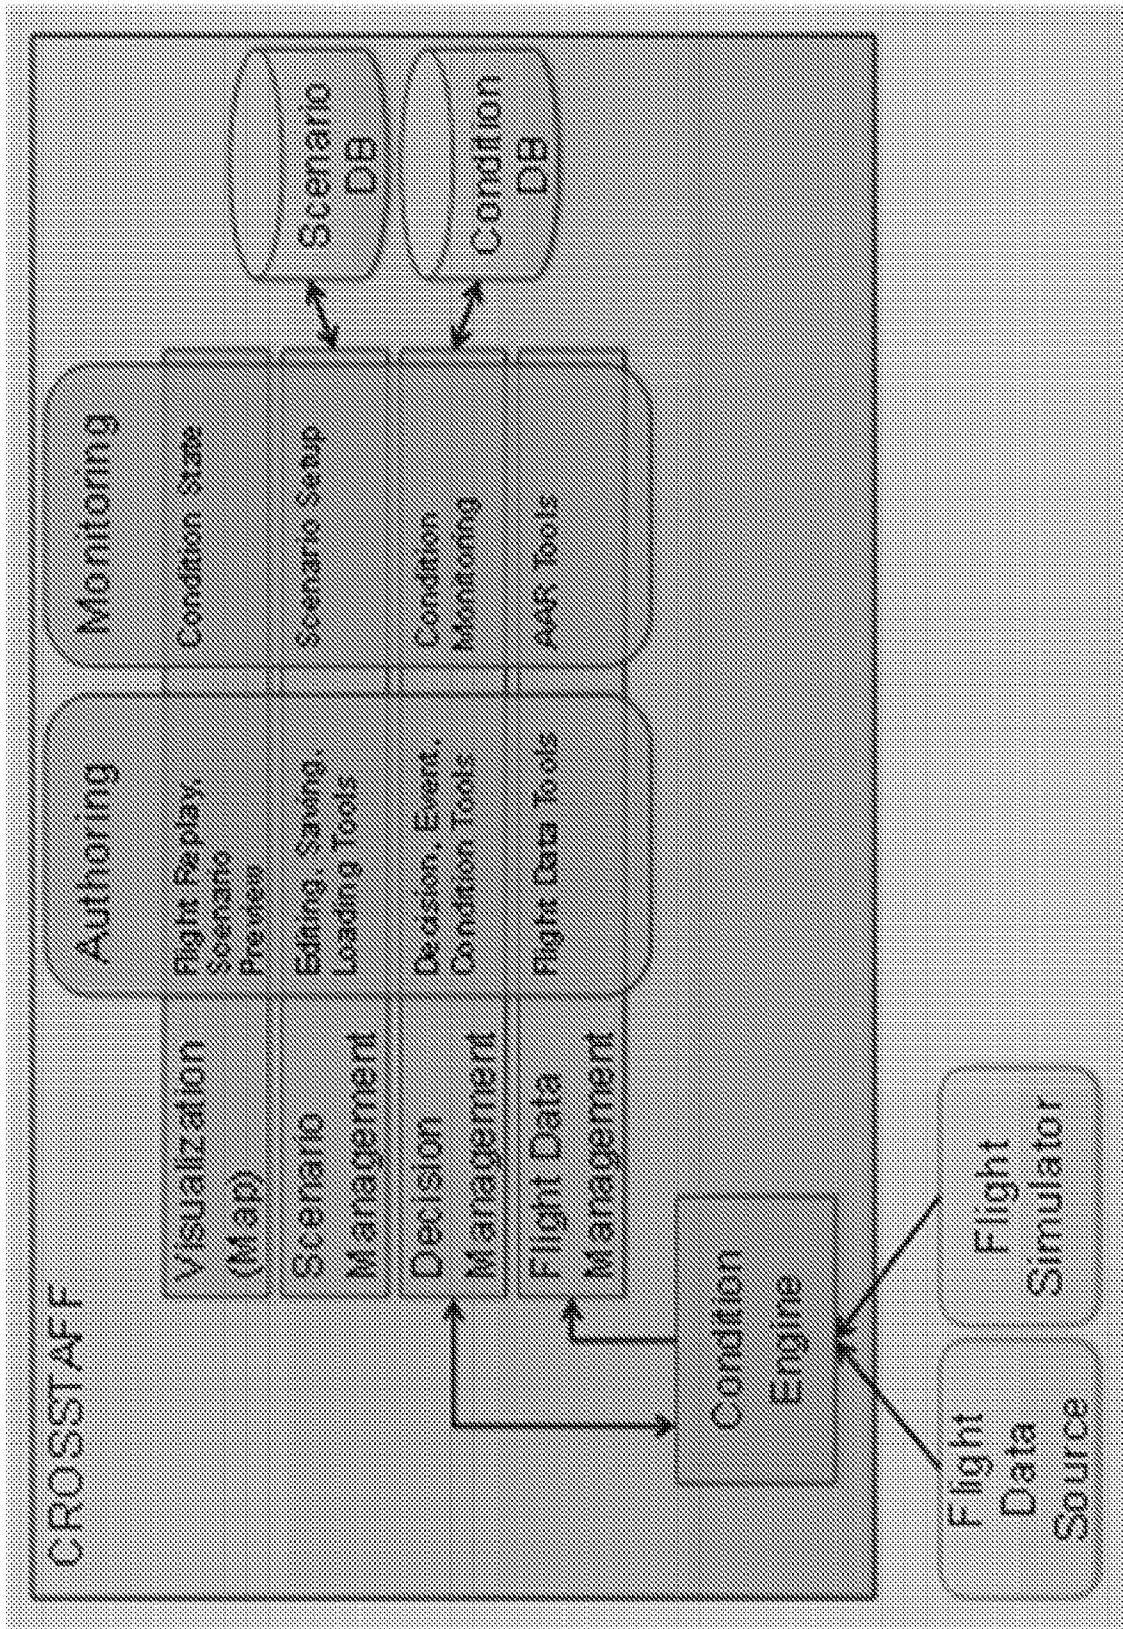 CROSSTAFF
Authoring
Monitoring
Visualization
(Map)
Flight Replay,
Scenario
Preview
Condition State
Scenario
Management
Editing, Saving,
Loading Tools
Scenario Setup
Decision
Management
Decision, Event,
Condition Tools
Condition
Monitoring
Flight Data
Management
Flight Data Tools
AAR Tools
Scenario
DB
Condition
DB
Condition
Engine
Flight
Data
Source
Flight
Simulator